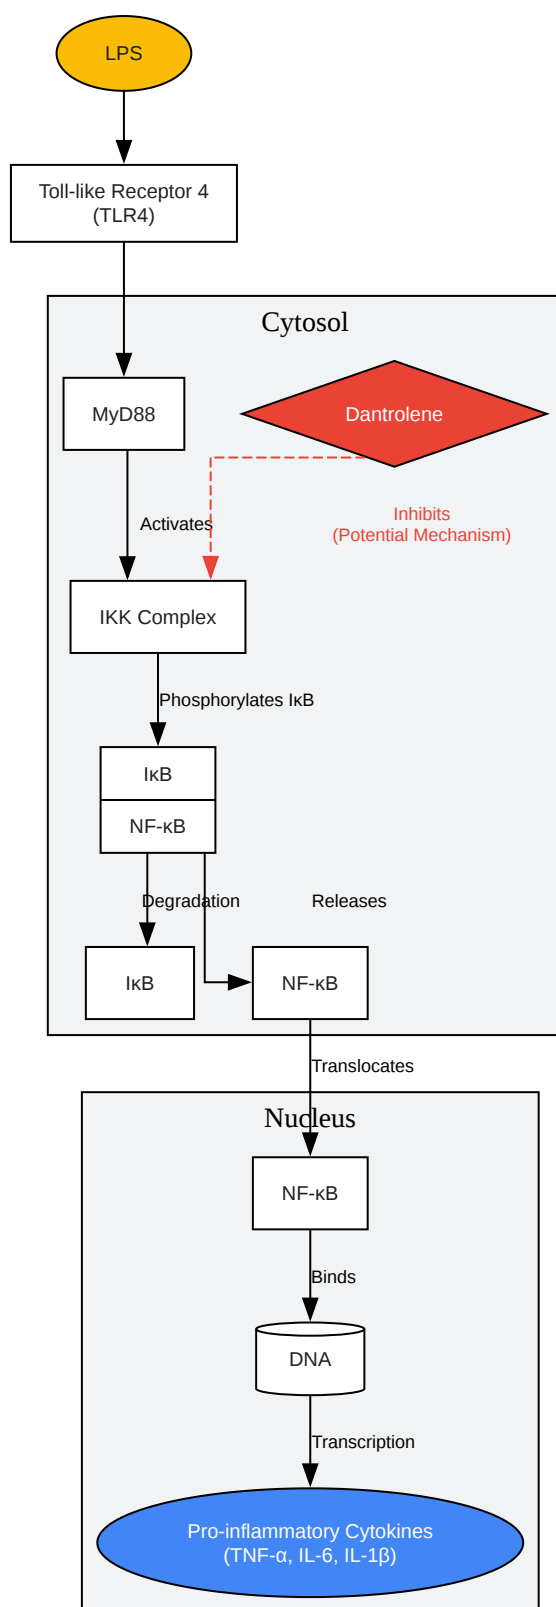 LPS
Toll-like Receptor 4
(TLR4)
Cytosol
MyD88
Dantrolene
Activates
Inhibits
(Potential Mechanism)
IKK Complex
Phosphorylates IκB
IκB
NF-κB
Degradation
Releases
IκB
NF-κB
Translocates
Nucleus
NF-κB
Binds
DNA
Transcription
Pro-inflammatory Cytokines
(TNF-α, IL-6, IL-1β)